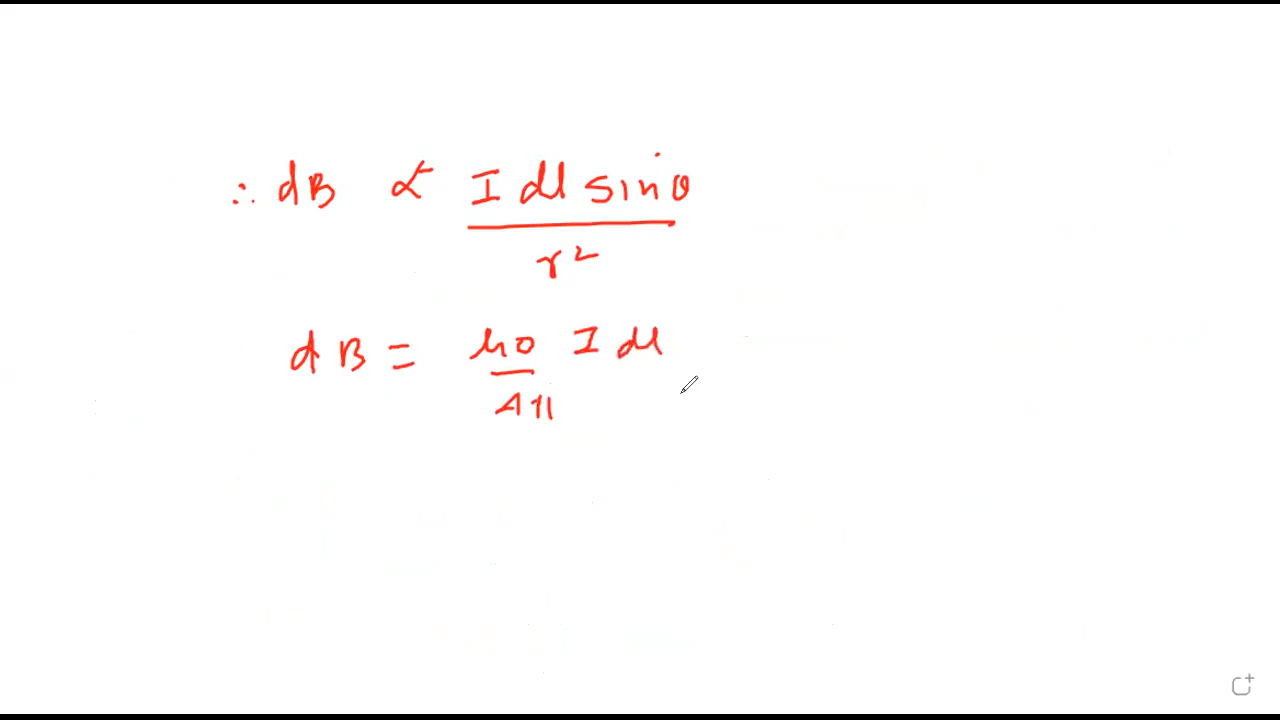 ∴ dB ∝ I dl sinθ
r²
dB = μ0 I dl
4π